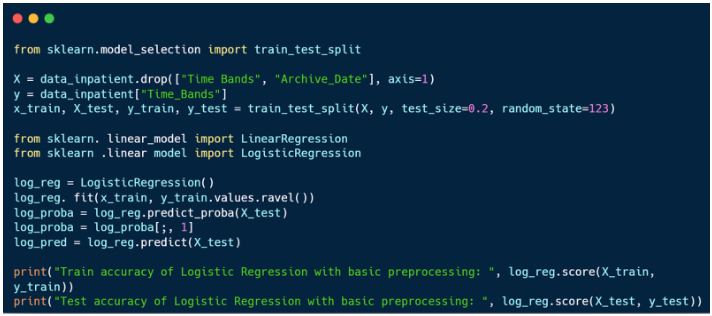 from sklearn.model_selection import train_test_split
X = data_inpatient.drop(["Time Bands", "Archive_Date"], axis=1)
y = data_inpatient["Time_Bands"]
x_train, X_test, y_train, y_test = train_test_split(X, y, test_size=0.2, random_state=123)
from sklearn. linear_model import LinearRegression
from sklearn .linear model import LogisticRegression
log_reg = LogisticRegression()
log_reg. fit(x_train, y_train.values.ravel())
log_proba = log_reg.predict_proba(X_test)
log_proba = log_proba[;, 1]
log_pred = log_reg.predict(X_test)
print("Train accuracy of Logistic Regression with basic preprocessing: ", log_reg.score(X_train,
y_train))
print("Test accuracy of Logistic Regression with basic preprocessing: ", log_reg.score(X_test, y_test))